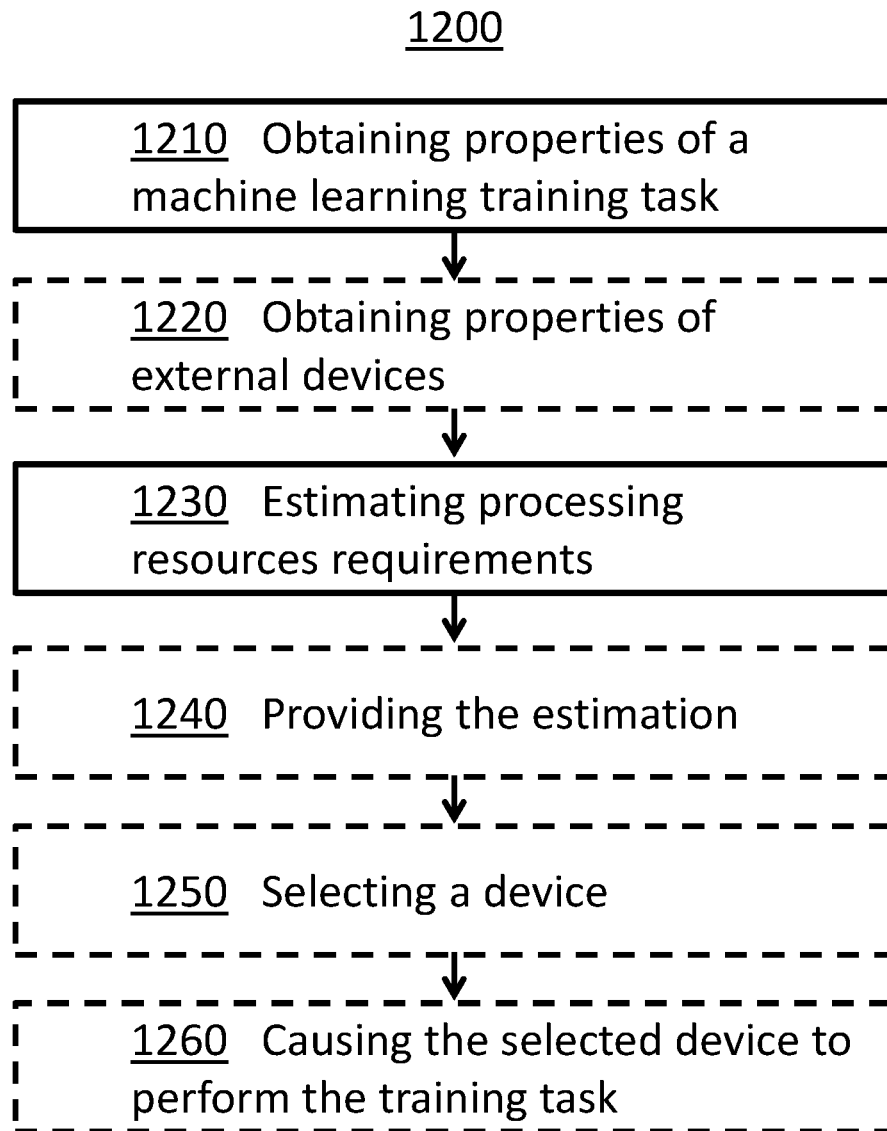 1200
1210 Obtaining properties of a
machine learning training task
1220 Obtaining properties of
external devices
1230 Estimating processing
resources requirements
1240 Providing the estimation
1250 Selecting a device
1260 Causing the selected device to
perform the training task